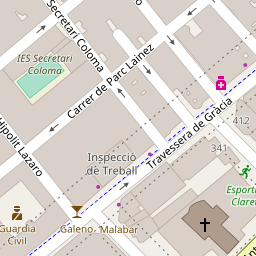 Secretari Coloma
Carrer de Parc Lainez
IES Secretari
Coloma
Travessera de Gràcia
412
341
Hipòlit Lázaro
Inspecció
de Treball
Esporti
Claret
Guàrdia
Civil
Galeno
Malabar